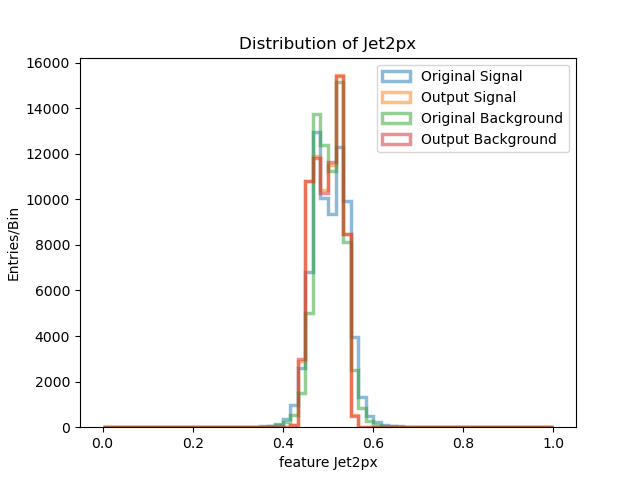 Distribution of Jet2px
Original Signal
Output Signal
Original Background
Output Background
Entries/Bin
16000
14000
12000
10000
8000
6000
4000
2000
0
0.0 0.2 0.4 0.6 0.8 1.0
feature Jet2px